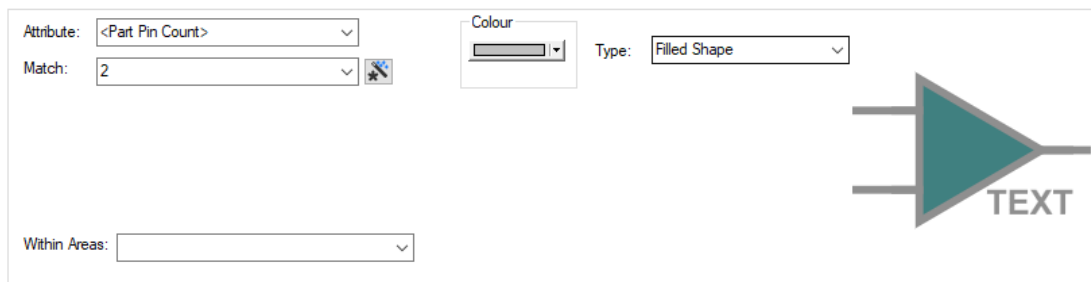 Attribute: <Part Pin Count>
Colour
Type: Filled Shape
Match: 2
TEXT
Within Areas: